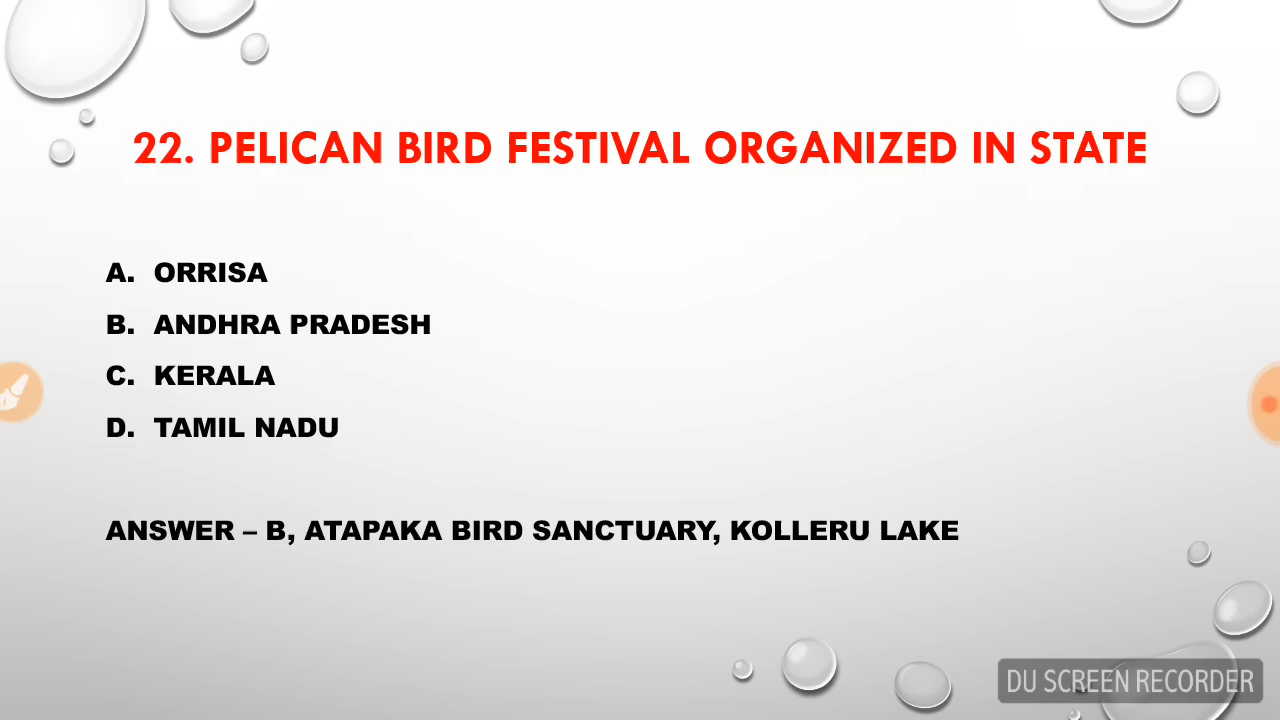 22. PELICAN BIRD FESTIVAL ORGANIZED IN STATE
A. ORRISA
B. ANDHRA PRADESH
C. KERALA
D. TAMIL NADU
ANSWER – B, ATAPAKA BIRD SANCTUARY, KOLLERU LAKE
DU SCREEN RECORDER